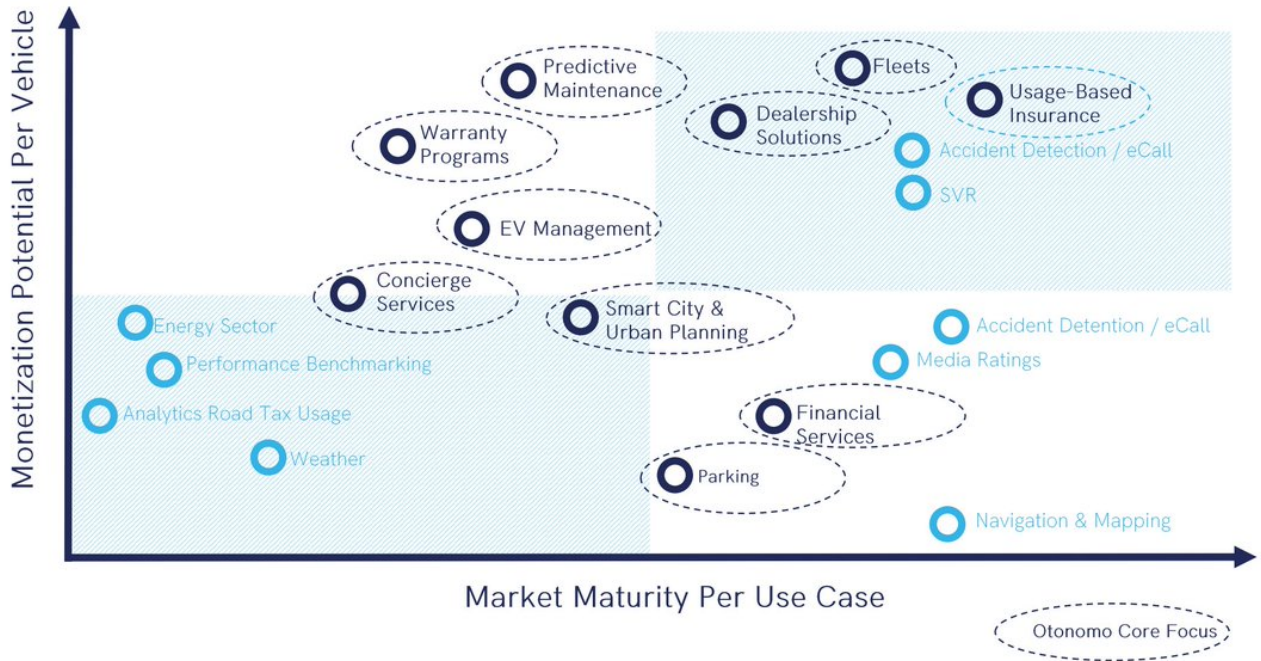 Monetization Potential Per Vehicle
Predictive
Maintenance
Fleets
Usage-Based
Insurance
Dealership
Solutions
Warranty
Programs
Accident Detection / eCall
SVR
EV Management
Concierge
Services
Smart City &
Urban Planning
Energy Sector
Accident Detention / eCall
Performance Benchmarking
Media Ratings
Analytics Road Tax Usage
Financial
Services
Weather
Parking
Navigation & Mapping
Market Maturity Per Use Case
Otonomo Core Focus